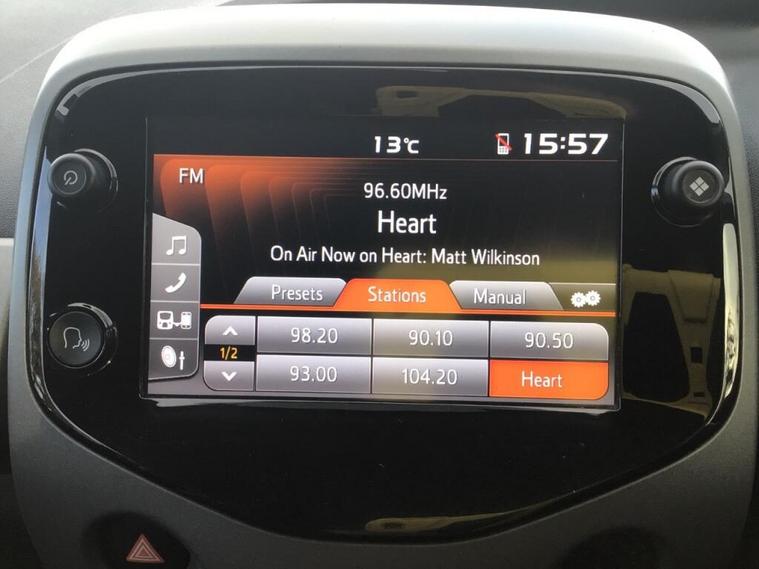 13°C 15:57
FM
96.60MHz
Heart
On Air Now on Heart: Matt Wilkinson
Presets Stations Manual
98.20 90.10 90.50
1/2
93.00 104.20 Heart